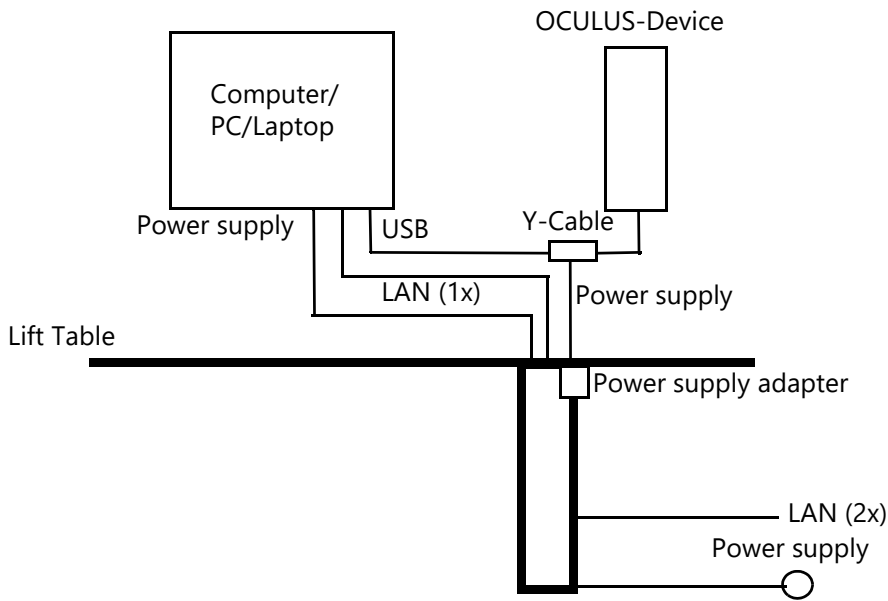 OCULUS-Device
Computer/
PC/Laptop
Power supply
USB
Y-Cable
LAN (1x)
Power supply
Lift Table
Power supply adapter
LAN (2x)
Power supply